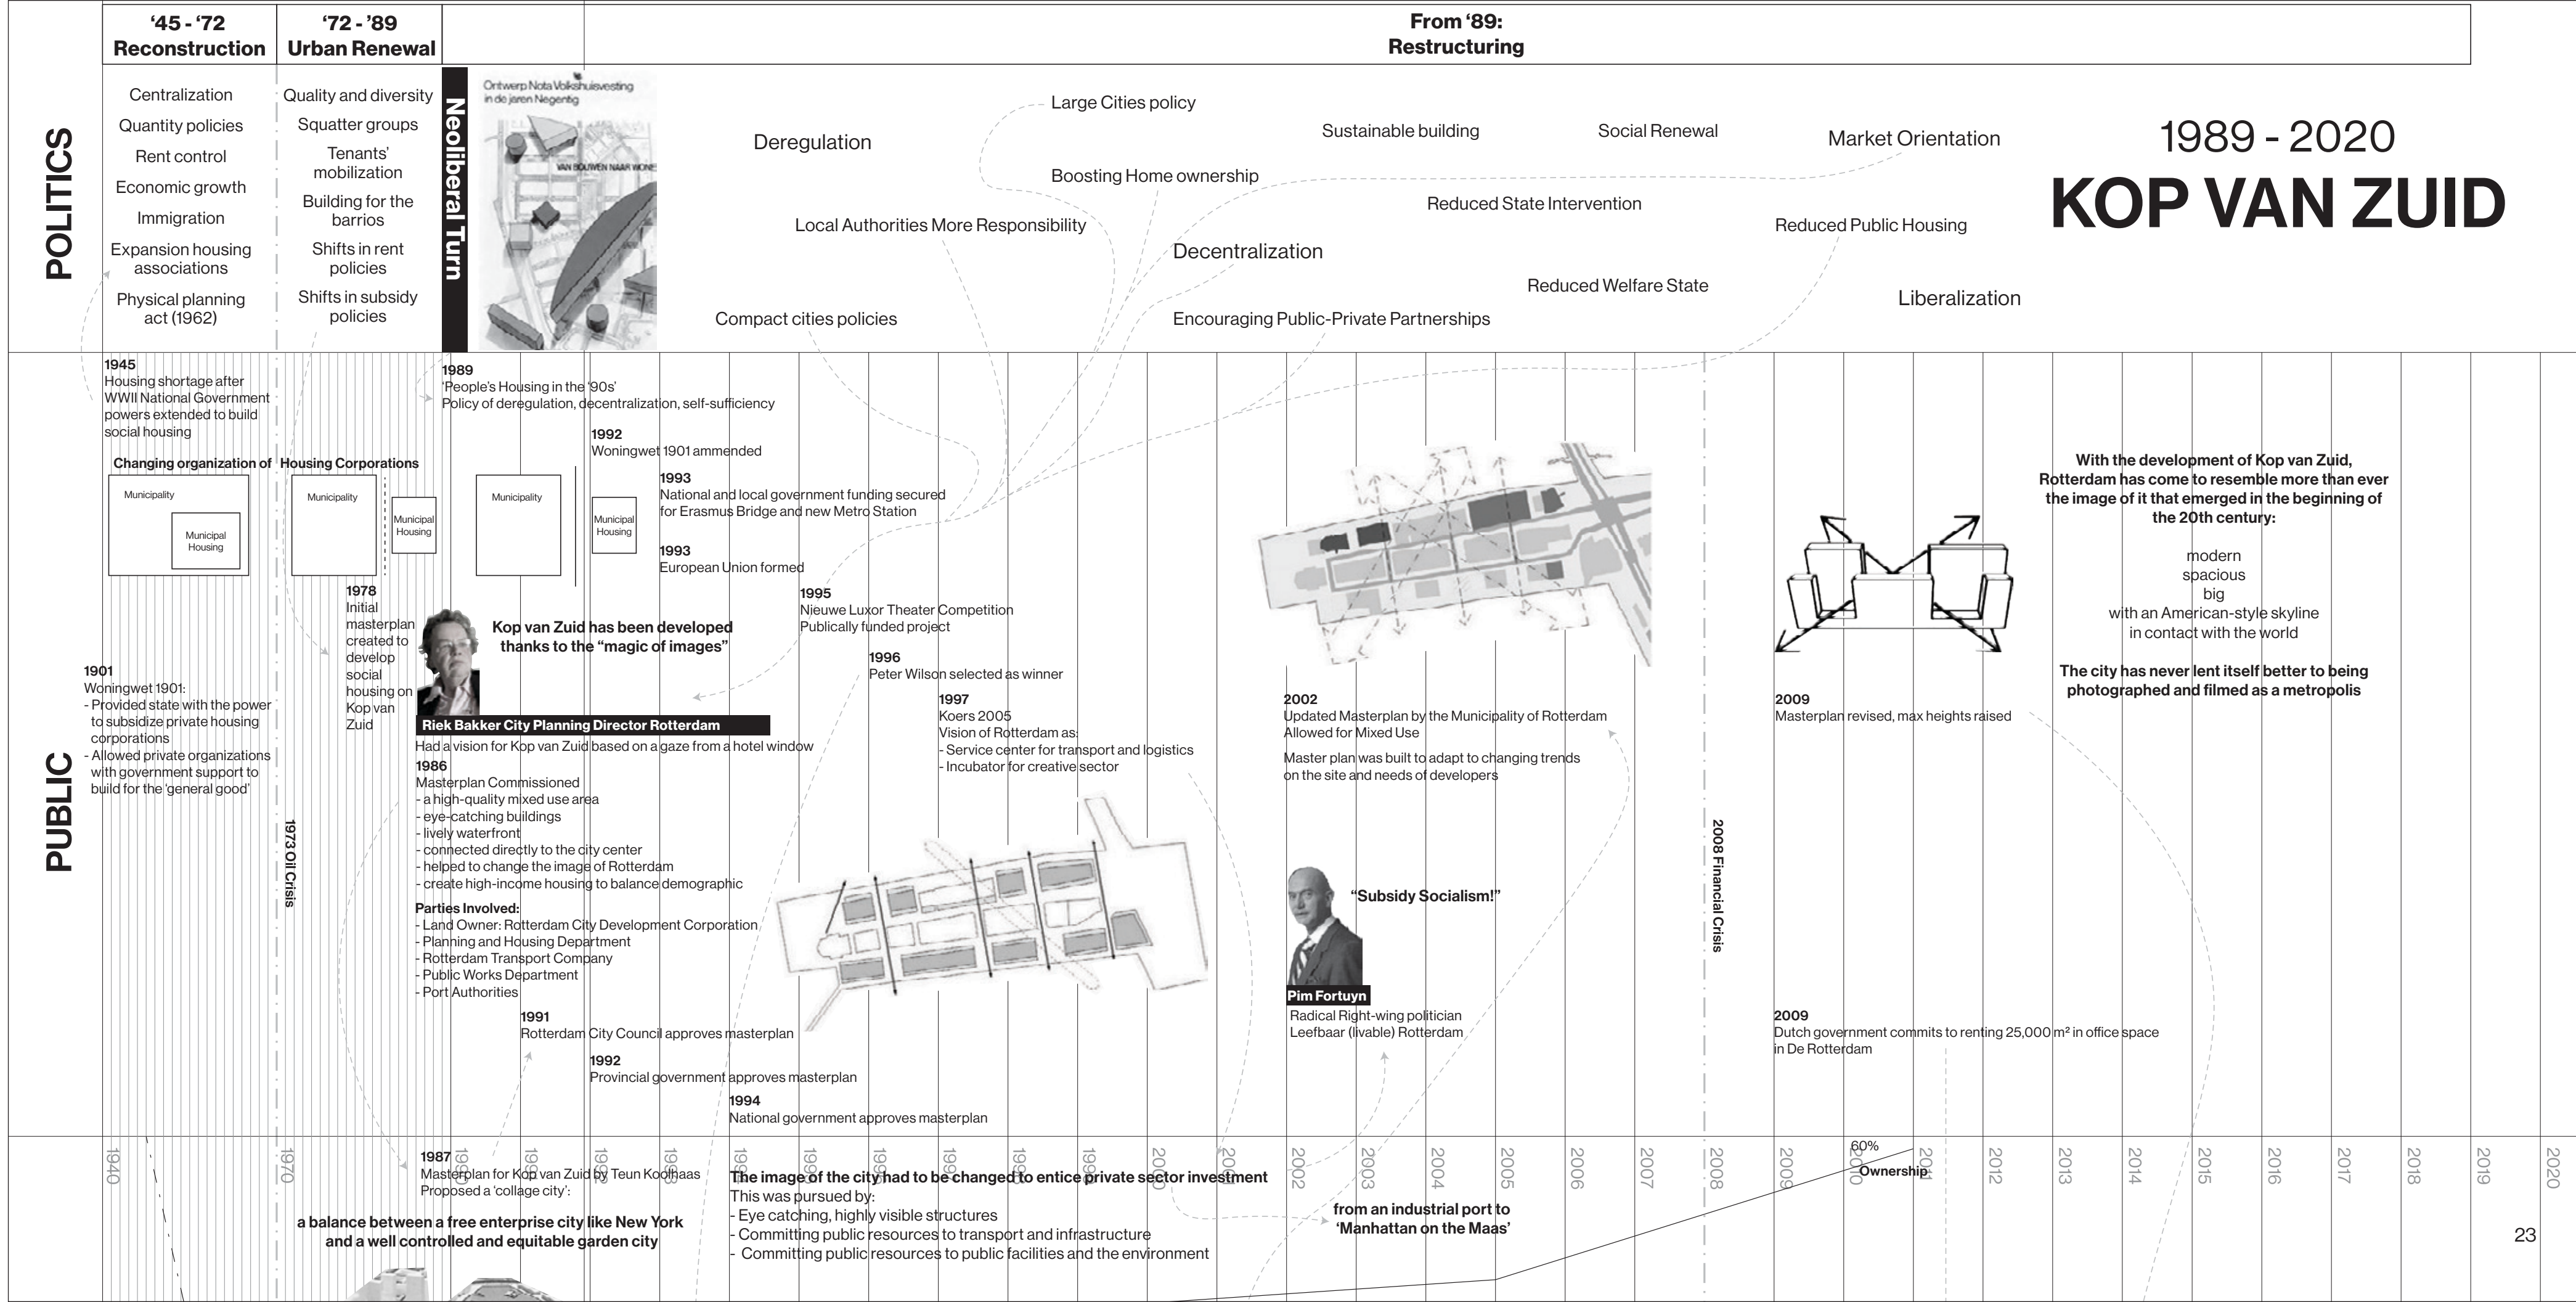 ‘45 - ‘72
Reconstruction
‘72 - ’89
Urban Renewal
From ‘89:
Restructuring
POLITICS
Centralization
Quantity policies
Rent control
Economic growth
Immigration
Expansion housing
associations
Physical planning
act (1962)
Quality and diversity
Squatter groups
Tenants’
mobilization
Building for the
barrios
Shifts in rent
policies
Shifts in subsidy
policies
Neoliberal Turn
Ontwerp Nota Volkshuisvesting
in de jaren Negentig
VAN BOUWEN NAAR WONE
Deregulation
Large Cities policy
Boosting Home ownership
Local Authorities More Responsibility
Compact cities policies
Sustainable building
Social Renewal
Market Orientation
Reduced State Intervention
Decentralization
Reduced Public Housing
Reduced Welfare State
Liberalization
Encouraging Public-Private Partnerships
1989 - 2020
KOP VAN ZUID
PUBLIC
1945
Housing shortage after
WWII National Government
powers extended to build
social housing
1989
‘People’s Housing in the ‘90s’
Policy of deregulation, decentralization, self-sufficiency
1992
Woningwet 1901 ammended
Changing organization of Housing Corporations
Municipality
Municipal
Housing
Municipality
Municipal
Housing
Municipality
Municipal
Housing
1993
National and local government funding secured
for Erasmus Bridge and new Metro Station
1993
European Union formed
1978
Initial
masterplan
created to
develop
social
housing on
Kop van
Zuid
Kop van Zuid has been developed
thanks to the “magic of images”
1995
Nieuwe Luxor Theater Competition
Publically funded project
1996
Peter Wilson selected as winner
1901
Woningwet 1901:
- Provided state with the power
to subsidize private housing
corporations
- Allowed private organizations
with government support to
build for the ‘general good’
Riek Bakker City Planning Director Rotterdam
Had a vision for Kop van Zuid based on a gaze from a hotel window
1986
Masterplan Commissioned
- a high-quality mixed use area
- eye-catching buildings
- lively waterfront
- connected directly to the city center
- helped to change the image of Rotterdam
- create high-income housing to balance demographic
Parties Involved:
- Land Owner: Rotterdam City Development Corporation
- Planning and Housing Department
- Rotterdam Transport Company
- Public Works Department
- Port Authorities
1973 Oil Crisis
1997
Koers 2005
Vision of Rotterdam as:
- Service center for transport and logistics
- Incubator for creative sector
2002
Updated Masterplan by the Municipality of Rotterdam
Allowed for Mixed Use
Master plan was built to adapt to changing trends
on the site and needs of developers
2009
Masterplan revised, max heights raised
With the development of Kop van Zuid,
Rotterdam has come to resemble more than ever
the image of it that emerged in the beginning of
the 20th century:
modern
spacious
big
with an American-style skyline
in contact with the world
The city has never lent itself better to being
photographed and filmed as a metropolis
2008 Financial Crisis
“Subsidy Socialism!”
Pim Fortuyn
Radical Right-wing politician
Leefbaar (livable) Rotterdam
2009
Dutch government commits to renting 25,000 m² in office space
in De Rotterdam
1991
Rotterdam City Council approves masterplan
1992
Provincial government approves masterplan
1994
National government approves masterplan
1940
1970
1990
1991
1992
1993
1994
1995
1996
1997
1998
1999
2000
2001
2002
2003
2004
2005
2006
2007
2008
2009
2010
2011
2012
2013
2014
2015
2016
2017
2018
2019
2020
1987
Masterplan for Kop van Zuid by Teun Koolhaas
Proposed a ‘collage city’:
a balance between a free enterprise city like New York
and a well controlled and equitable garden city
The image of the city had to be changed to entice private sector investment
This was pursued by:
- Eye catching, highly visible structures
- Committing public resources to transport and infrastructure
- Committing public resources to public facilities and the environment
from an industrial port to
‘Manhattan on the Maas’
60%
Ownership
23